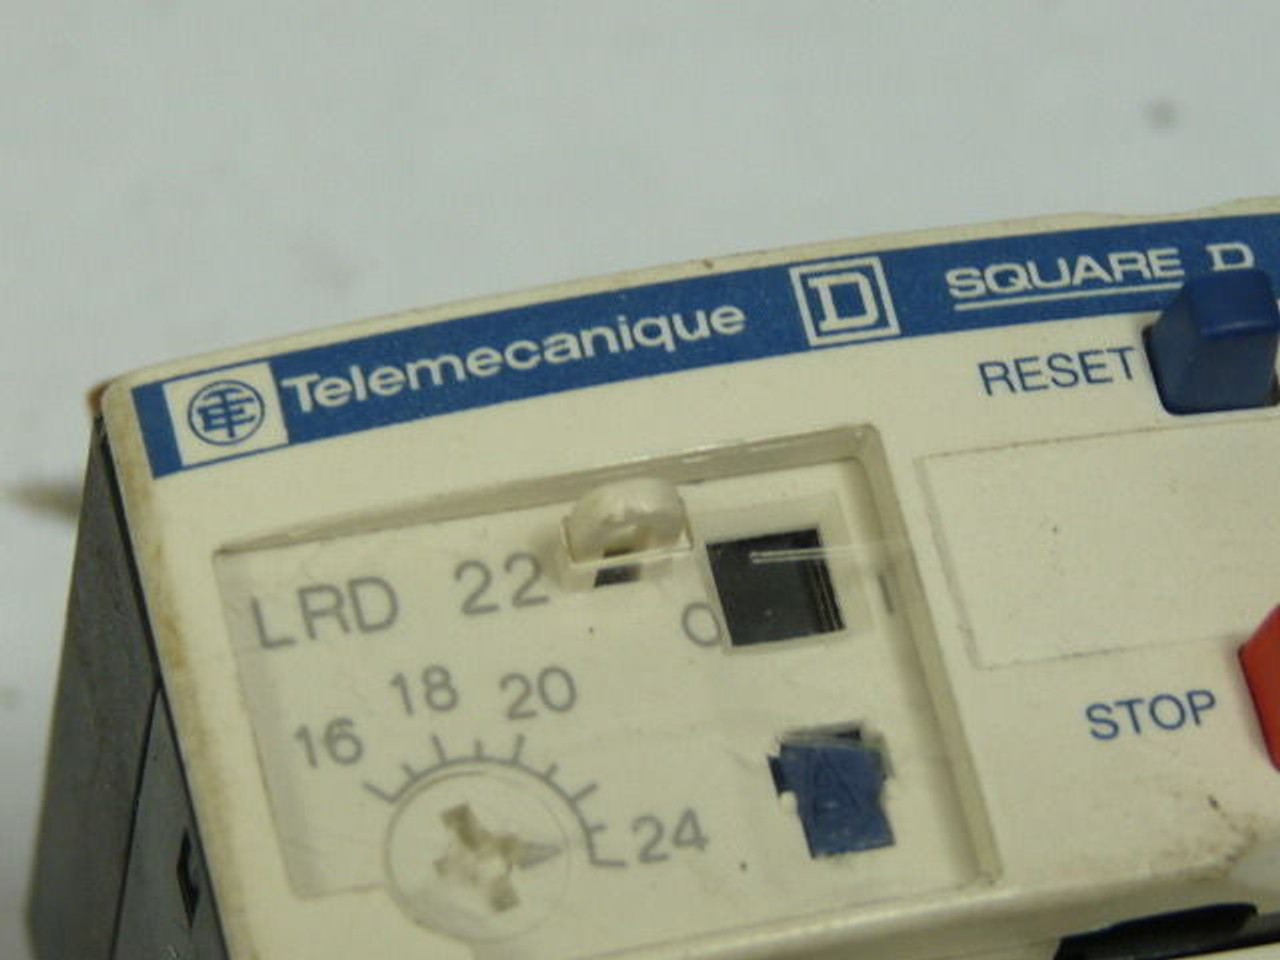 Telemecanique D SQUARE D
RESET
LRD 22
O I
16 18 20 24
A
STOP